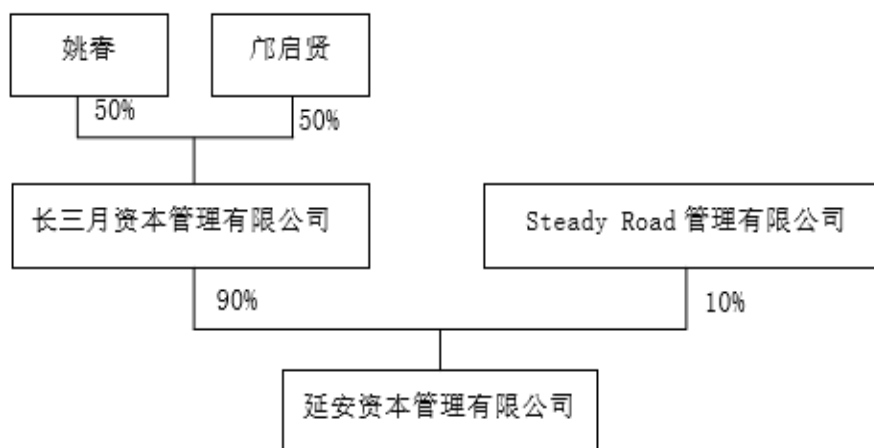 姚春
邝启贤
50%
50%
长三月资本管理有限公司
Steady Road 管理有限公司
90%
10%
延安资本管理有限公司